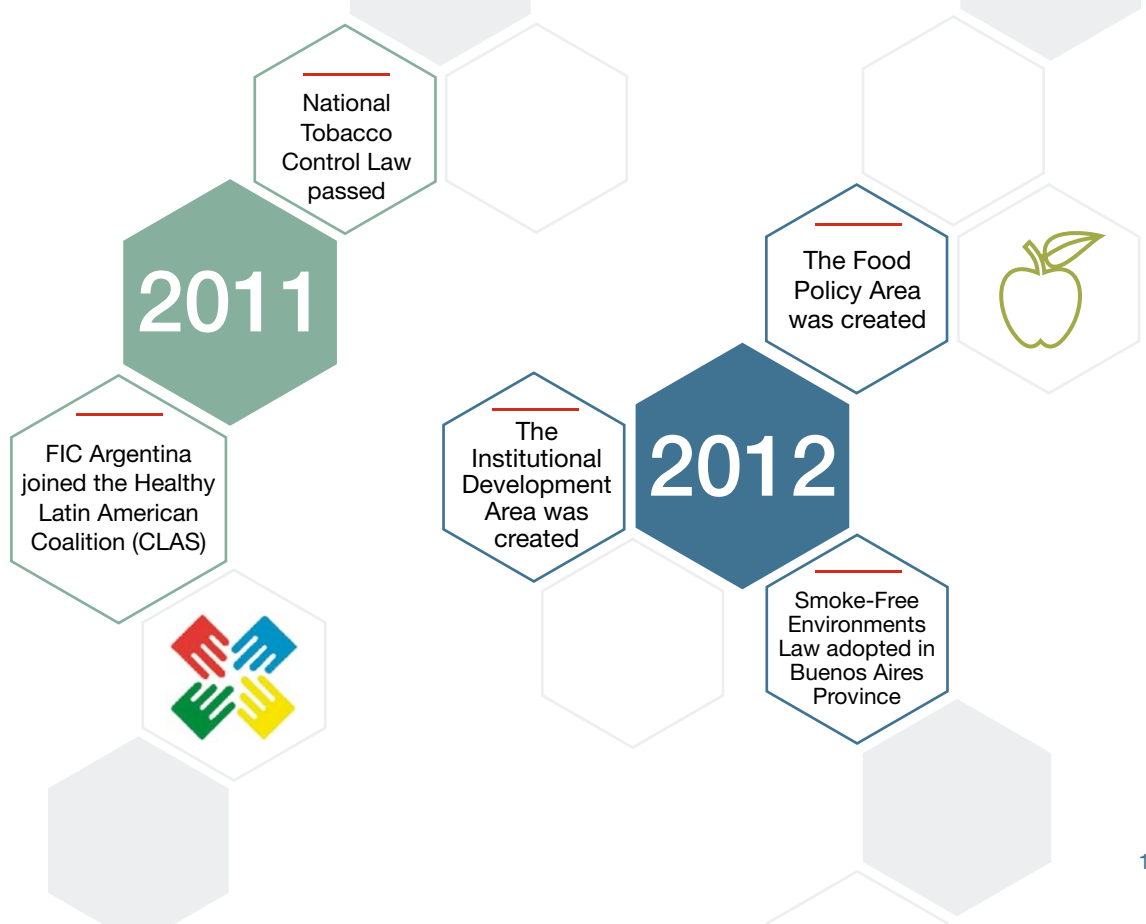 National
Tobacco
Control Law
passed
2011
FIC Argentina
joined the Healthy
Latin American
Coalition (CLAS)
The Food
Policy Area
was created
2012
The
Institutional
Development
Area was
created
Smoke-Free
Environments
Law adopted in
Buenos Aires
Province
1